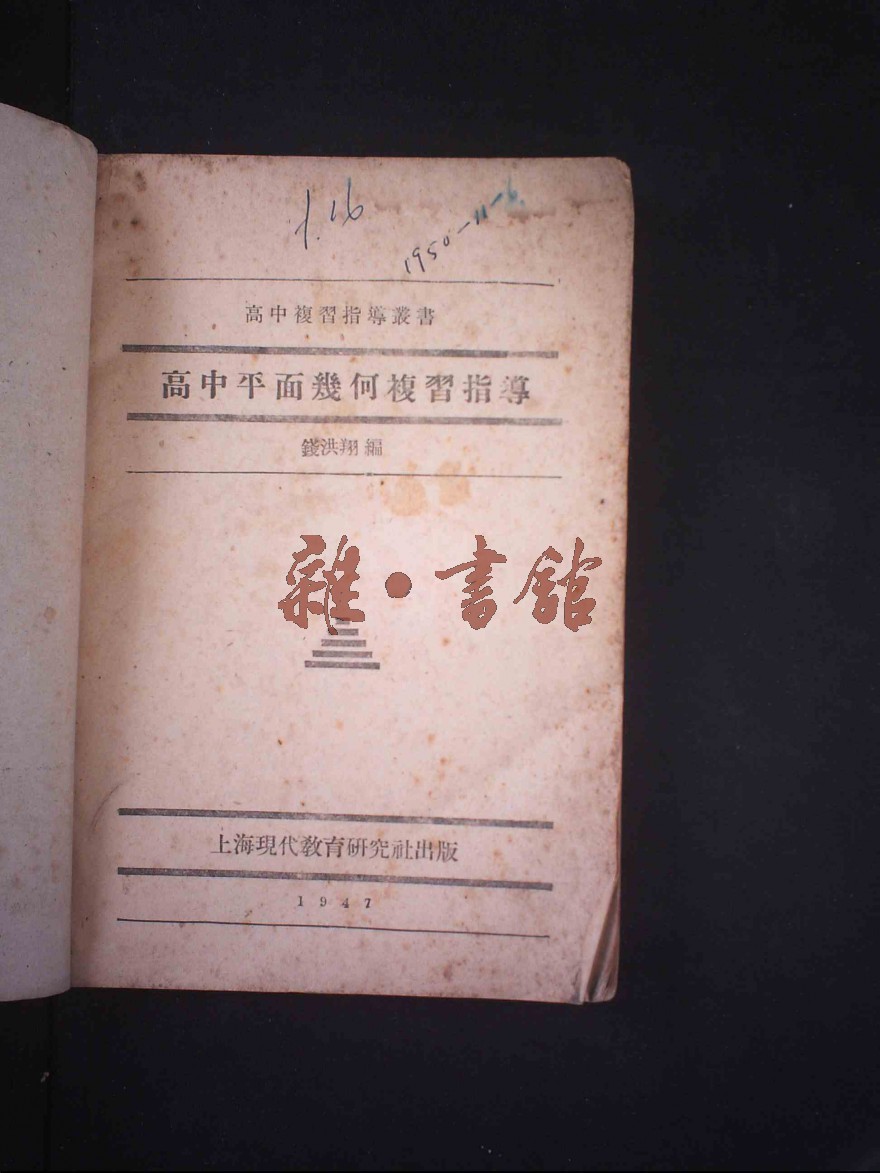 1.16
1950-11-6.
高中複習指導叢書
高中平面幾何複習指導
錢洪翔編
雜•書館
上海現代教育研究社出版
1947